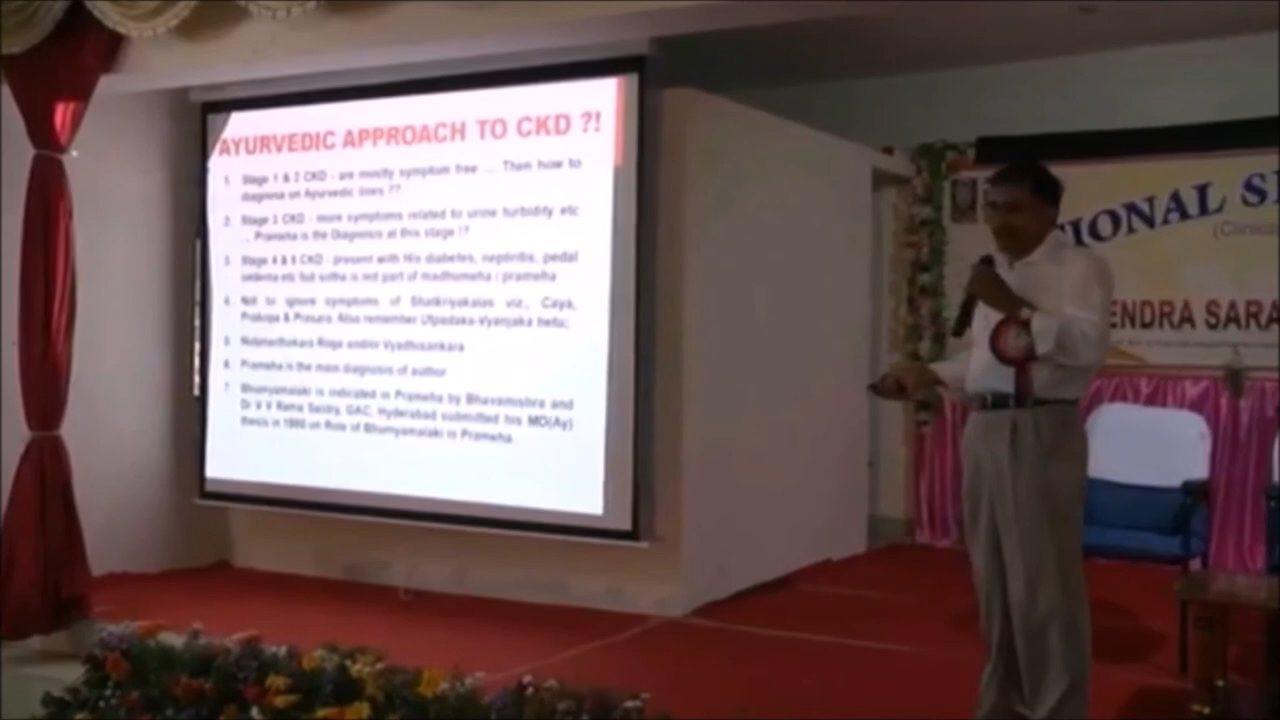 AYURVEDIC APPROACH TO CKD ?!
1. Stage 1 & 2 CKD - are mostly symptom free ... Then how to
diagnose on Ayurvedic lines ??
2. Stage 3 CKD - more symptoms related to urine turbidity etc
... Prameha is the Diagnosis at this stage !?
3. Stage 4 & 5 CKD - present with H/o diabetes, nephritis, pedal
oedema etc but sotha is not part of madhumeha / prameha
4. Not to ignore symptoms of Shatkriyakalas viz., Caya,
Prakopa & Prasara. Also remember Utpadaka-Vyanjaka hetu;
5. Nidanarthakara Roga and/or Vyadhisankara
6. Prameha is the main diagnosis of author
7. Bhumyamalaki is indicated in Prameha by Bhavamishra and
Dr V V Rama Sastry, GAC, Hyderabad submitted his MD(Ay)
thesis in on Role of Bhumyamalaki in Prameha.
TIONAL SE
(Clinic
ENDRA SARA